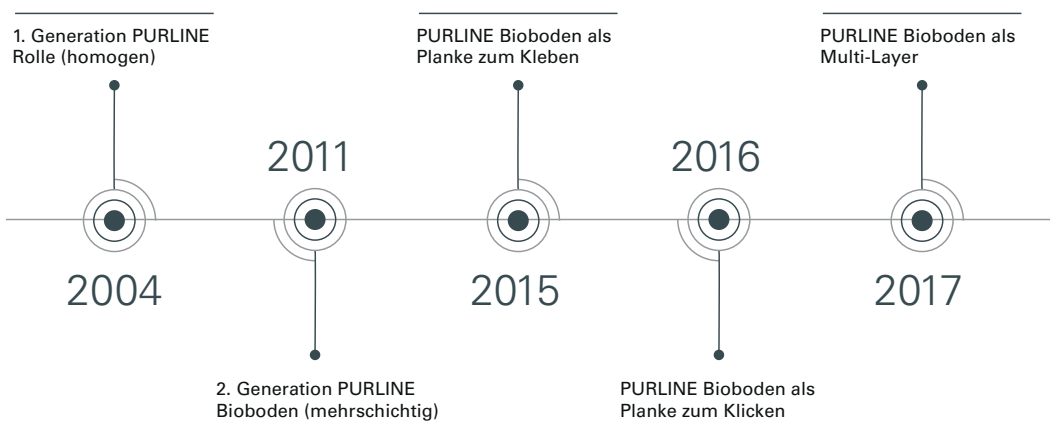 1. Generation PURLINE
Rolle (homogen)
PURLINE Bioboden als
Planke zum Kleben
PURLINE Bioboden als
Multi-Layer
2011
2016
2004
2015
2017
2. Generation PURLINE
Bioboden (mehrschichtig)
PURLINE Bioboden als
Planke zum Klicken